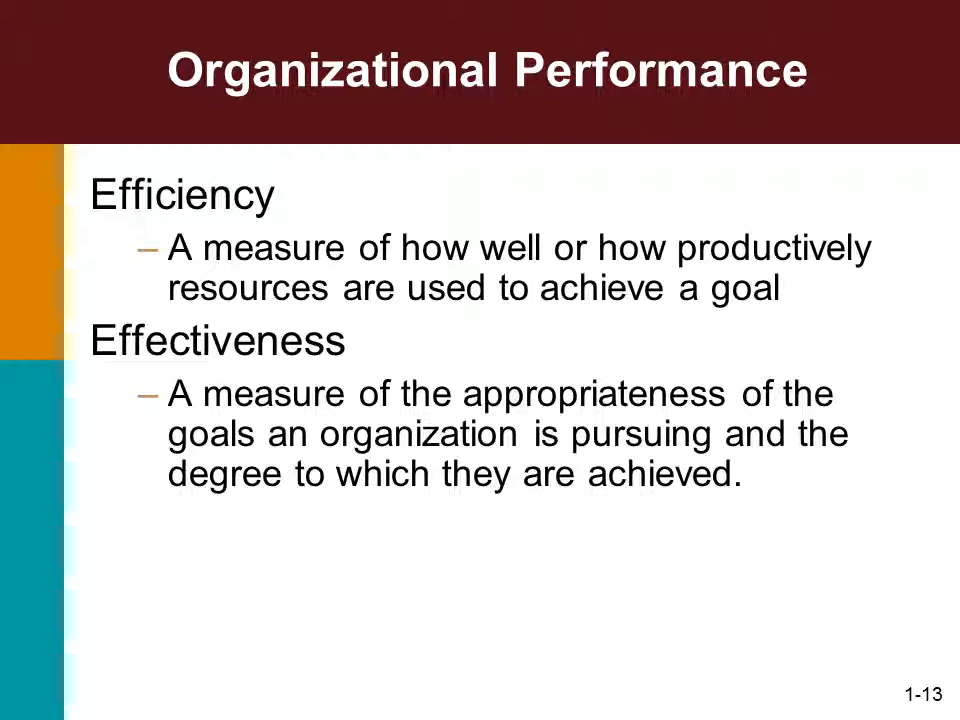 Organizational Performance
Efficiency
– A measure of how well or how productively
resources are used to achieve a goal
Effectiveness
– A measure of the appropriateness of the
goals an organization is pursuing and the
degree to which they are achieved.
1-13